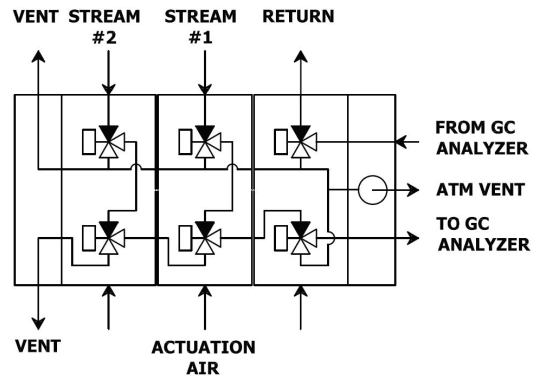 VENT
STREAM
#2
STREAM
#1
RETURN
FROM GC
ANALYZER
ATM VENT
TO GC
ANALYZER
VENT
ACTUATION
AIR